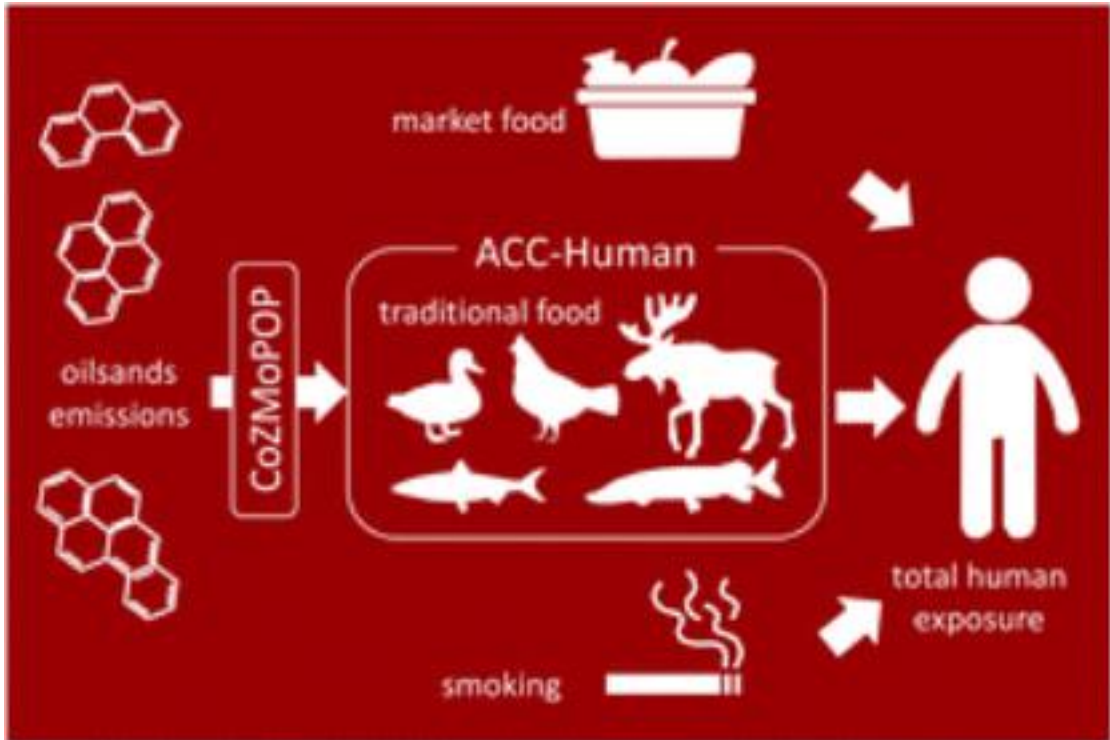 market food
ACC-Human
traditional food
oilsands
emissions
CoZMoPOP
total human
exposure
smoking